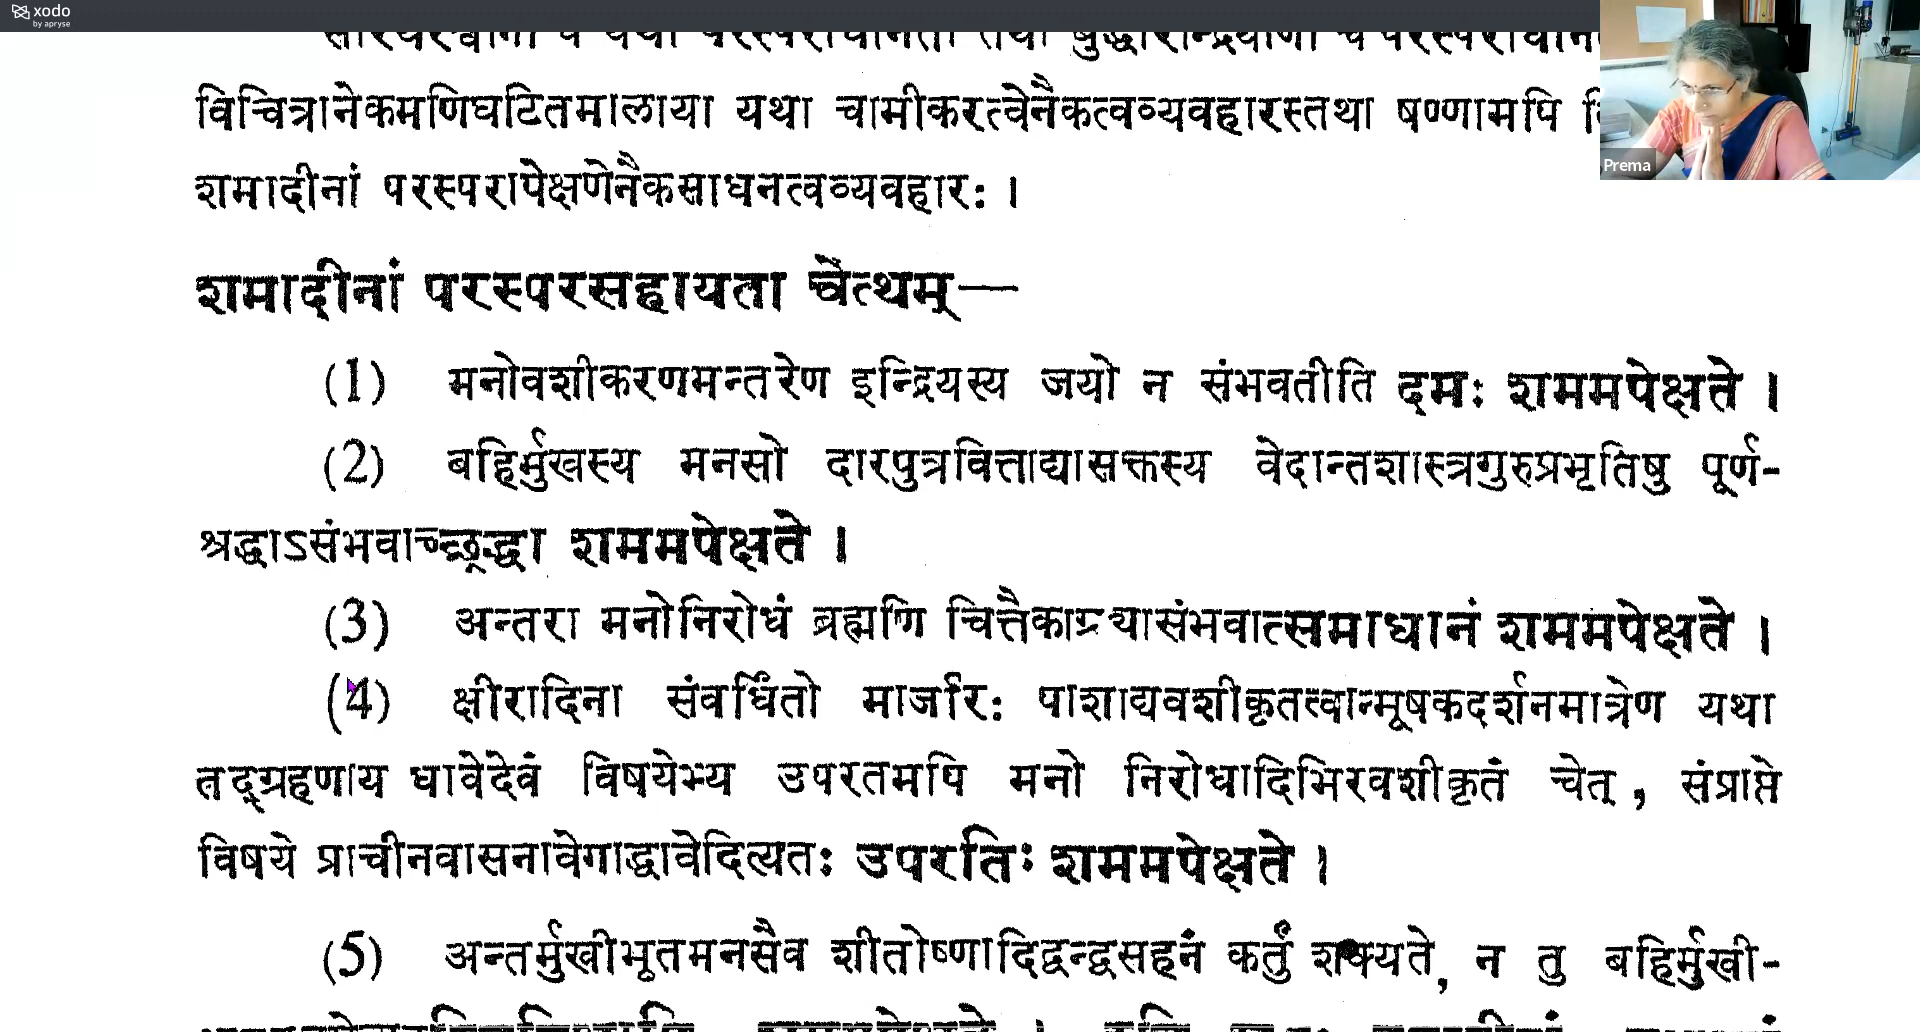 xodo
by apryse
Prema
विचित्रानेकमणिघटितमालाया यथा चामीकरत्वेनैकत्वव्यवहारस्तथा षण्णामपि
शमादीनां परस्परापेक्षणेनैकसाधनत्वव्यवहारः ।
शमादीनां परस्परसहायता चेत्थम्—
(1) मनोवशीकरणमन्तरेण इन्द्रियस्य जयो न संभवतीति दमः शममपेक्षते ।
(2) बहिर्मुखस्य मनसो दारपुत्रवित्ताद्यासक्तस्य वेदान्तशास्त्रगुरुप्रभृतिषु पूर्ण-
श्रद्धाऽसंभवाच्छ्रद्धा शममपेक्षते ।
(3) अन्तरा मनोनिरोधं ब्रह्मणि चित्तैकाग्र्यासंभवात्समाधानं शममपेक्षते ।
(4) क्षीरादिना संवर्धितो मार्जारः पाशाद्यवशीकृतत्वान्मूषकदर्शनमात्रेण यथा
तद्ग्रहणाय धावेदेवं विषयेभ्य उपरतमपि मनो निरोधादिभिरवशीकृतं चेत्, संप्राप्ते
विषये प्राचीनवासनावेगाद्धावेदित्यतः उपरतिः शममपेक्षते ।
(5) अन्तर्मुखीभूतमनसैव शीतोष्णादिद्वन्द्वसहनं कर्तुं शक्यते, न तु बहिर्मुखी-